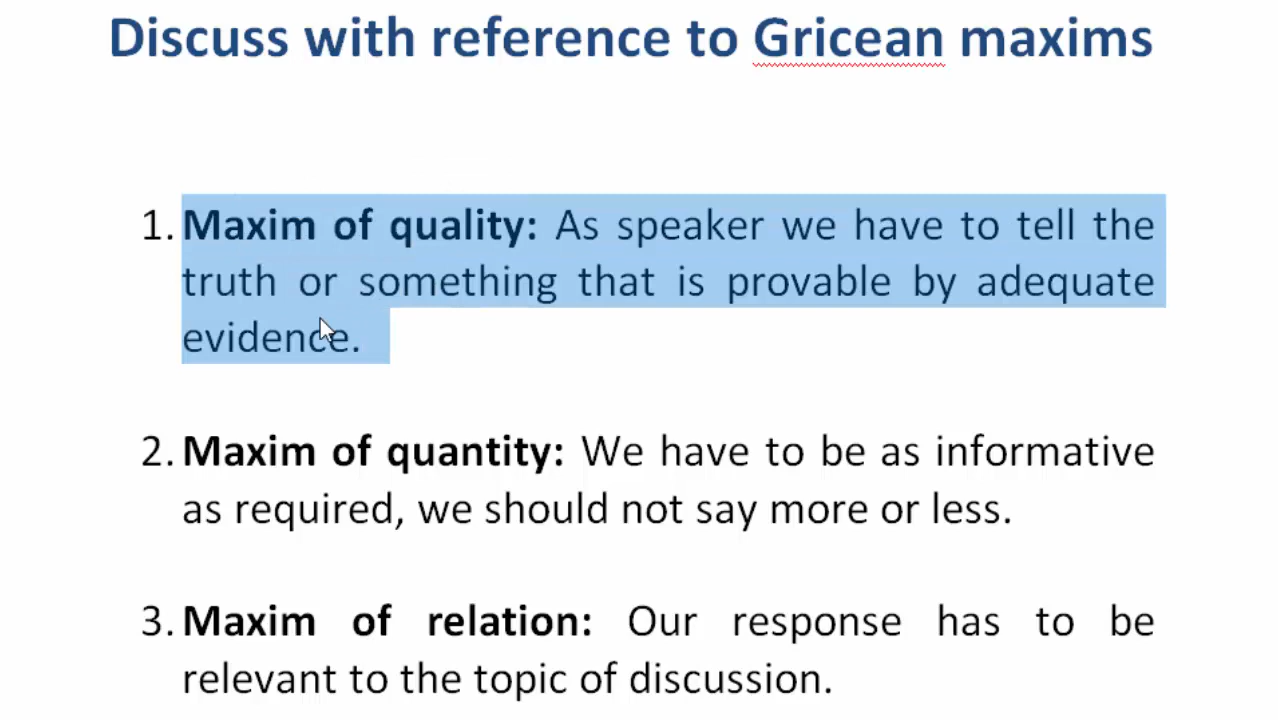 Discuss with reference to Gricean maxims
1. Maxim of quality: As speaker we have to tell the
truth or something that is provable by adequate
evidence.
2. Maxim of quantity: We have to be as informative
as required, we should not say more or less.
3. Maxim of relation: Our response has to be
relevant to the topic of discussion.